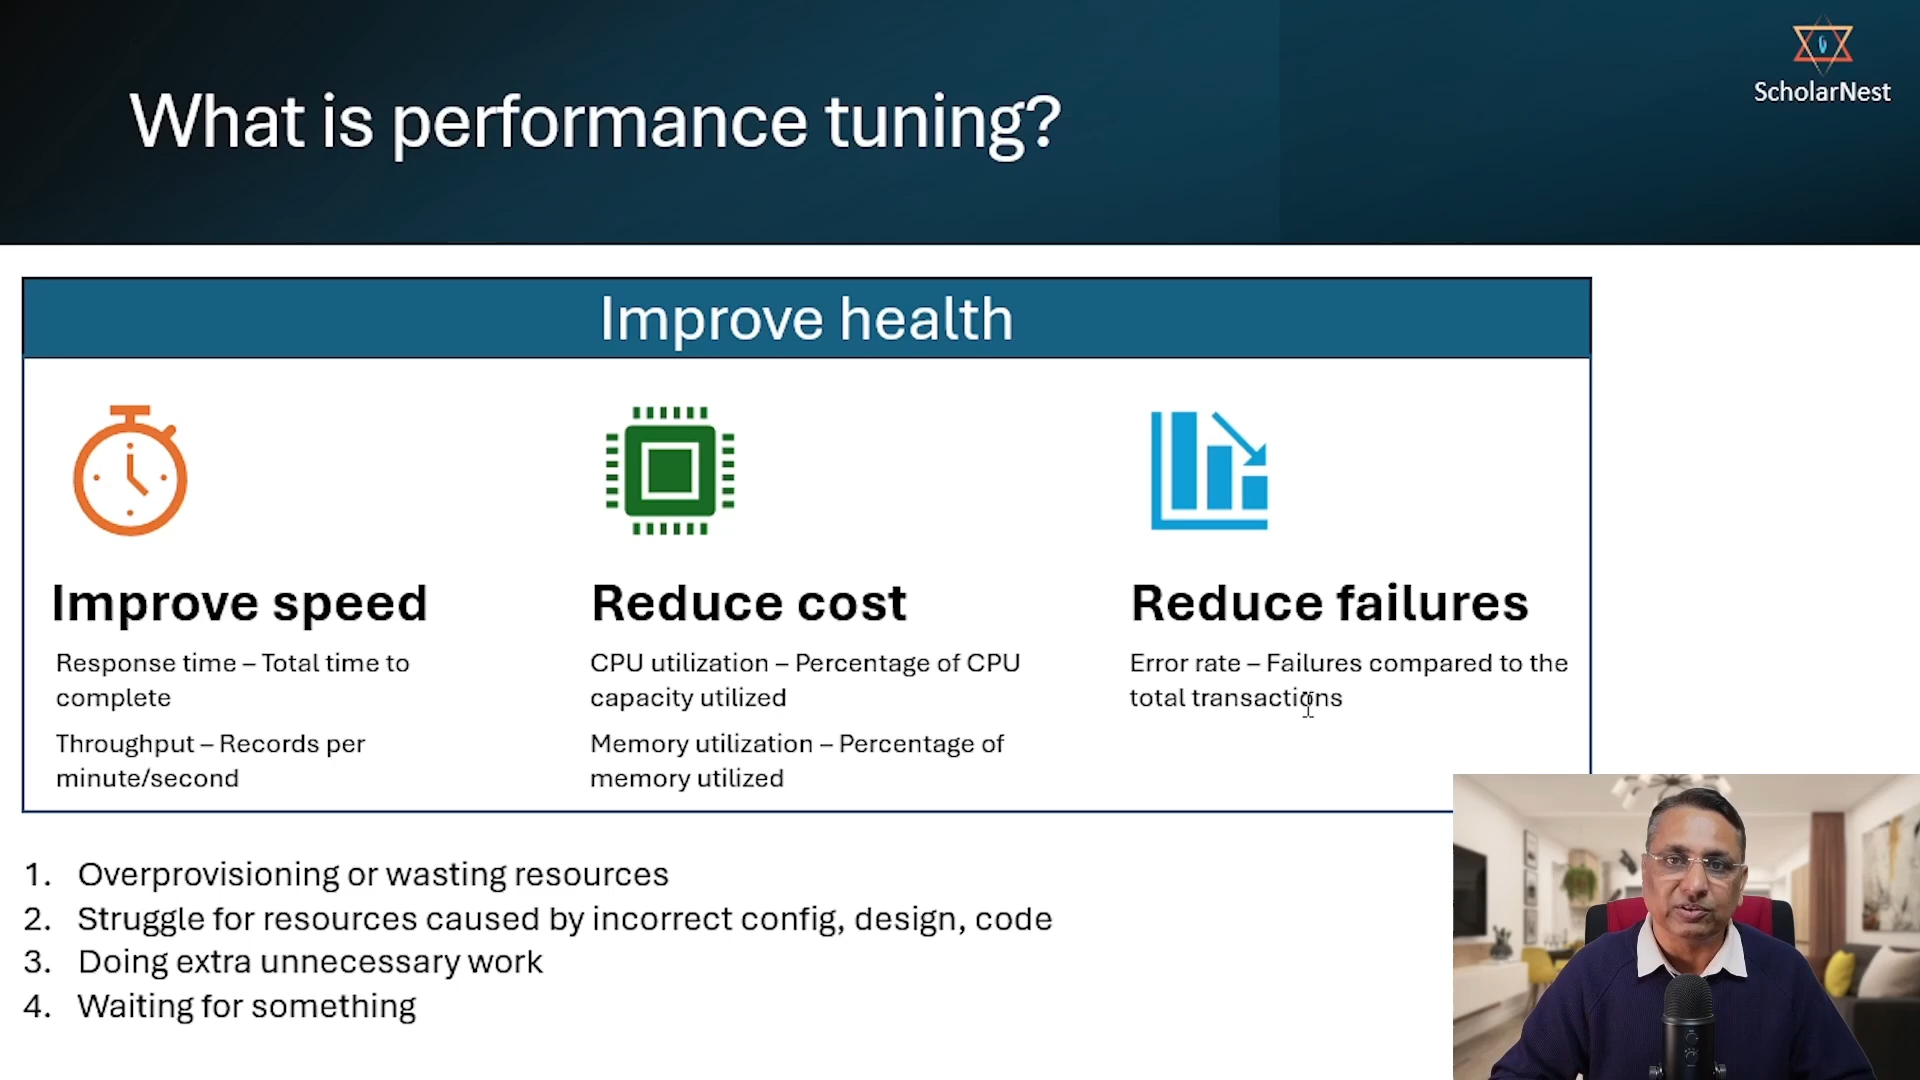 ScholarNest
What is performance tuning?
Improve health
Improve speed
Response time – Total time to
complete
Throughput – Records per
minute/second
Reduce cost
CPU utilization – Percentage of CPU
capacity utilized
Memory utilization – Percentage of
memory utilized
Reduce failures
Error rate – Failures compared to the
total transactions
1. Overprovisioning or wasting resources
2. Struggle for resources caused by incorrect config, design, code
3. Doing extra unnecessary work
4. Waiting for something